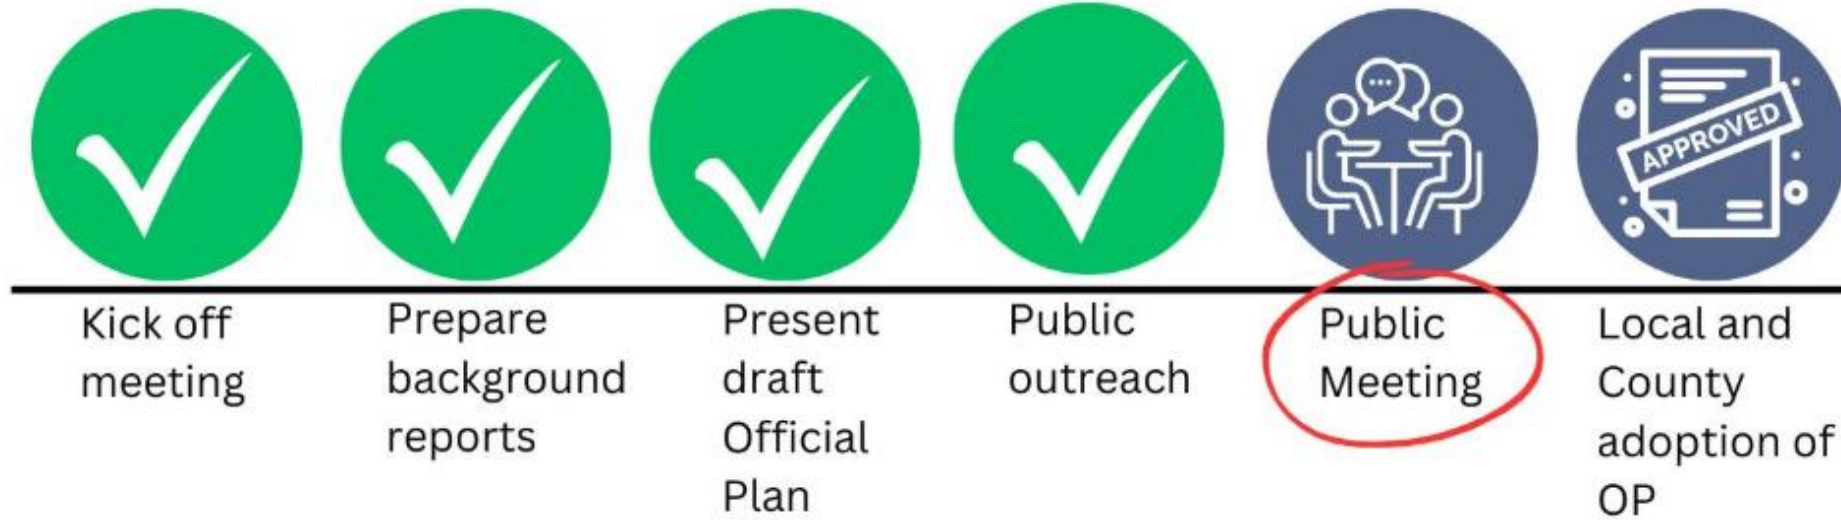 APPROVED
Kick off
meeting
Prepare
background
reports
Present
draft
Official
Plan
Public
outreach
Public
Meeting
Local and
County
adoption of
OP